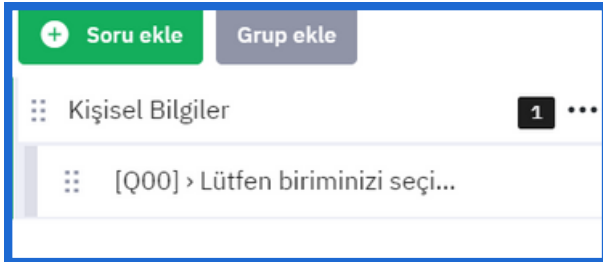 Soru ekle
Grup ekle
Kişisel Bilgiler
1
[Q00] › Lütfen biriminizi seçi...